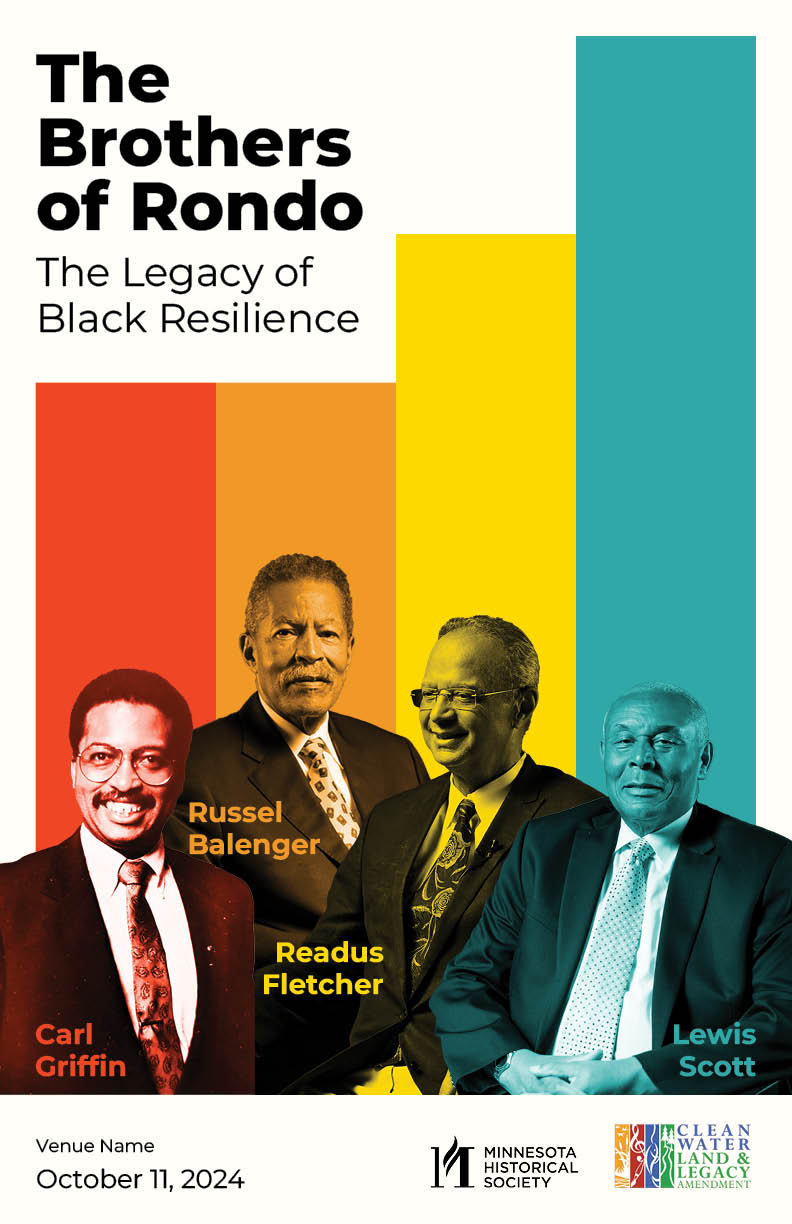 The
Brothers
of Rondo
The Legacy of
Black Resilience
Russel
Balenger
Readus
Fletcher
Carl
Griffin
Lewis
Scott
Venue Name
October 11, 2024
MINNESOTA
HISTORICAL
SOCIETY
CLEAN
WATER
LAND &
LEGACY
AMENDMENT